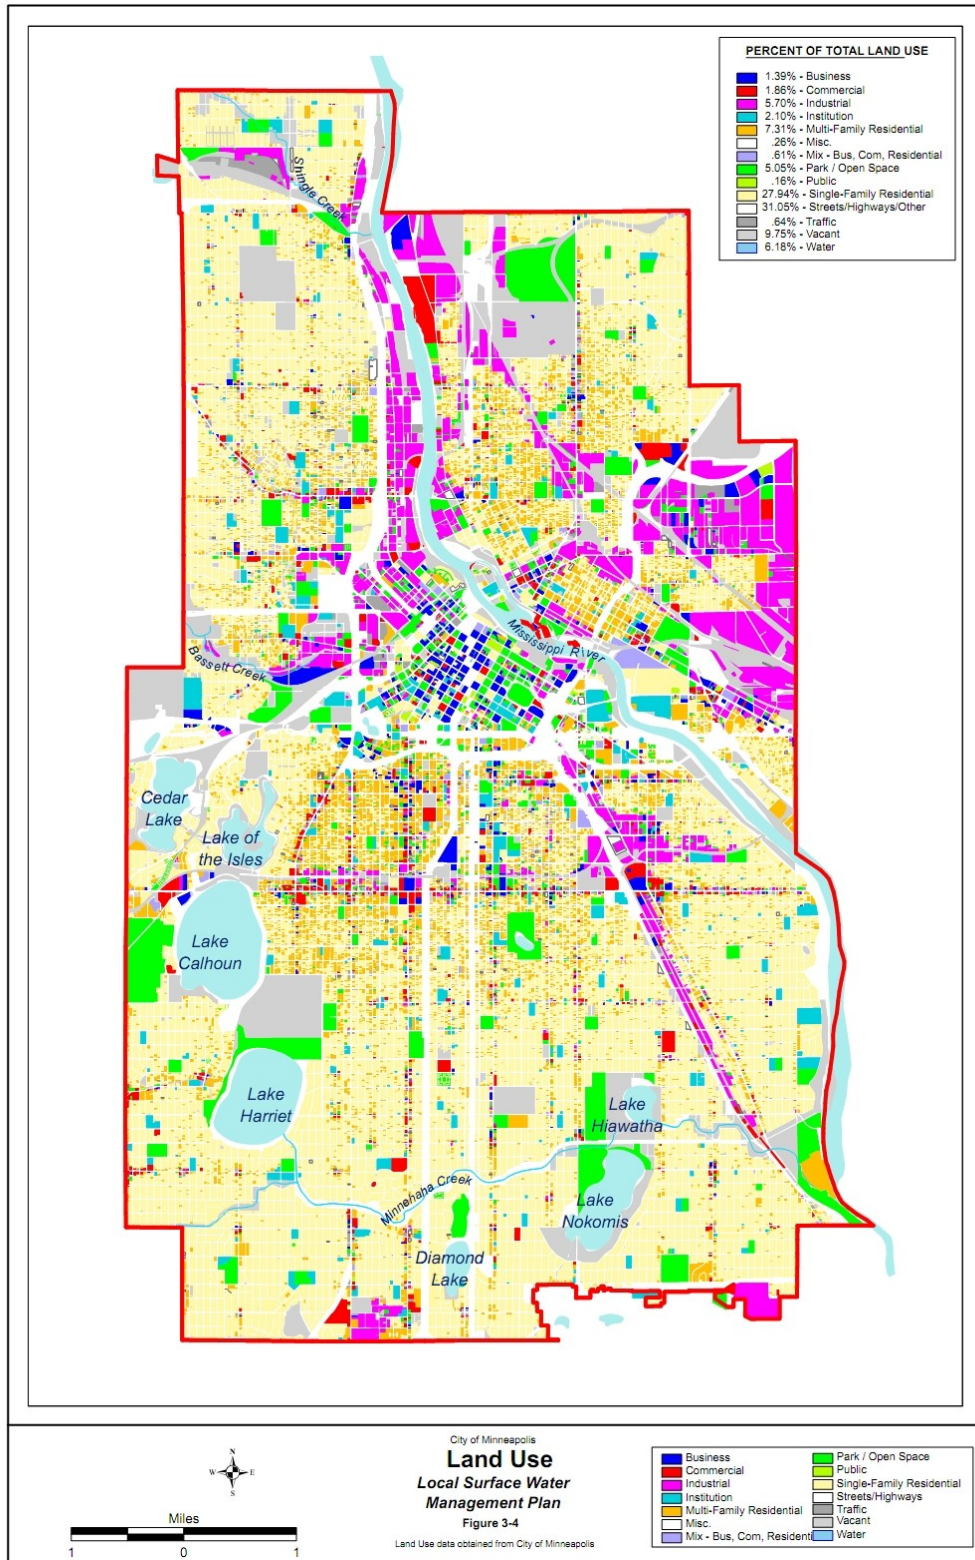 PERCENT OF TOTAL LAND USE
1.39% - Business
1.86% - Commercial
5.70% - Industrial
2.10% - Institution
7.31% - Multi-Family Residential
.26% - Misc.
.61% - Mix - Bus, Com, Residential
5.05% - Park / Open Space
.16% - Public
27.94% - Single-Family Residential
31.05% - Streets/Highways/Other
.64% - Traffic
9.75% - Vacant
6.18% - Water
Shingle Creek
Mississippi River
Bassett Creek
Cedar
Lake
Lake of
the Isles
Lake
Calhoun
Lake
Harriet
Lake
Hiawatha
Minnehaha Creek
Lake
Nokomis
Diamond
Lake
City of Minneapolis
Land Use
Local Surface Water
Management Plan
Figure 3-4
Land Use data obtained from City of Minneapolis
N
W E
S
Miles
1 0 1
Business
Commercial
Industrial
Institution
Multi-Family Residential
Misc.
Mix - Bus, Com, Residenti
Park / Open Space
Public
Single-Family Residential
Streets/Highways
Traffic
Vacant
Water